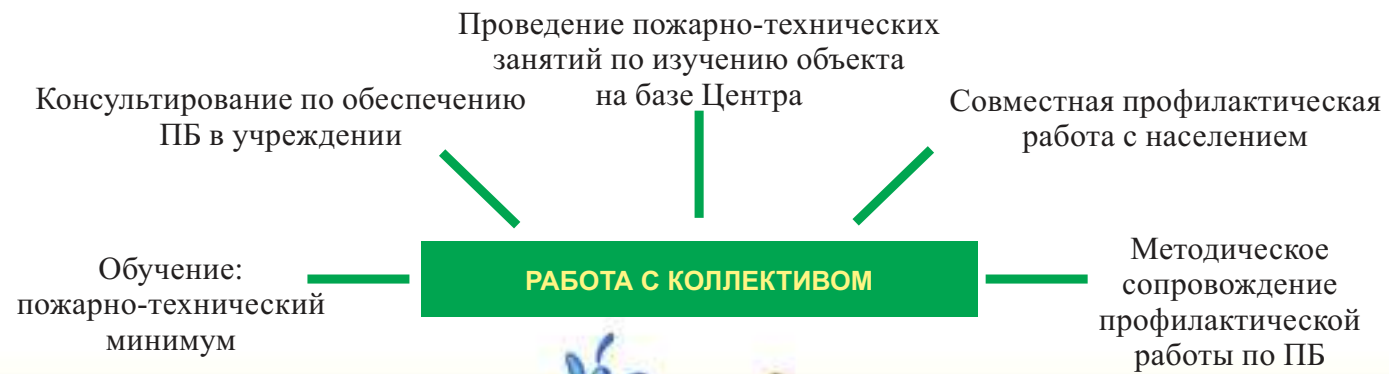 Проведение пожарно-технических
занятий по изучению объекта
на базе Центра
Консультирование по обеспечению
ПБ в учреждении
Совместная профилактическая
работа с населением
Обучение:
пожарно-технический
минимум
РАБОТА С КОЛЛЕКТИВОМ
Методическое
сопровождение
профилактической
работы по ПБ